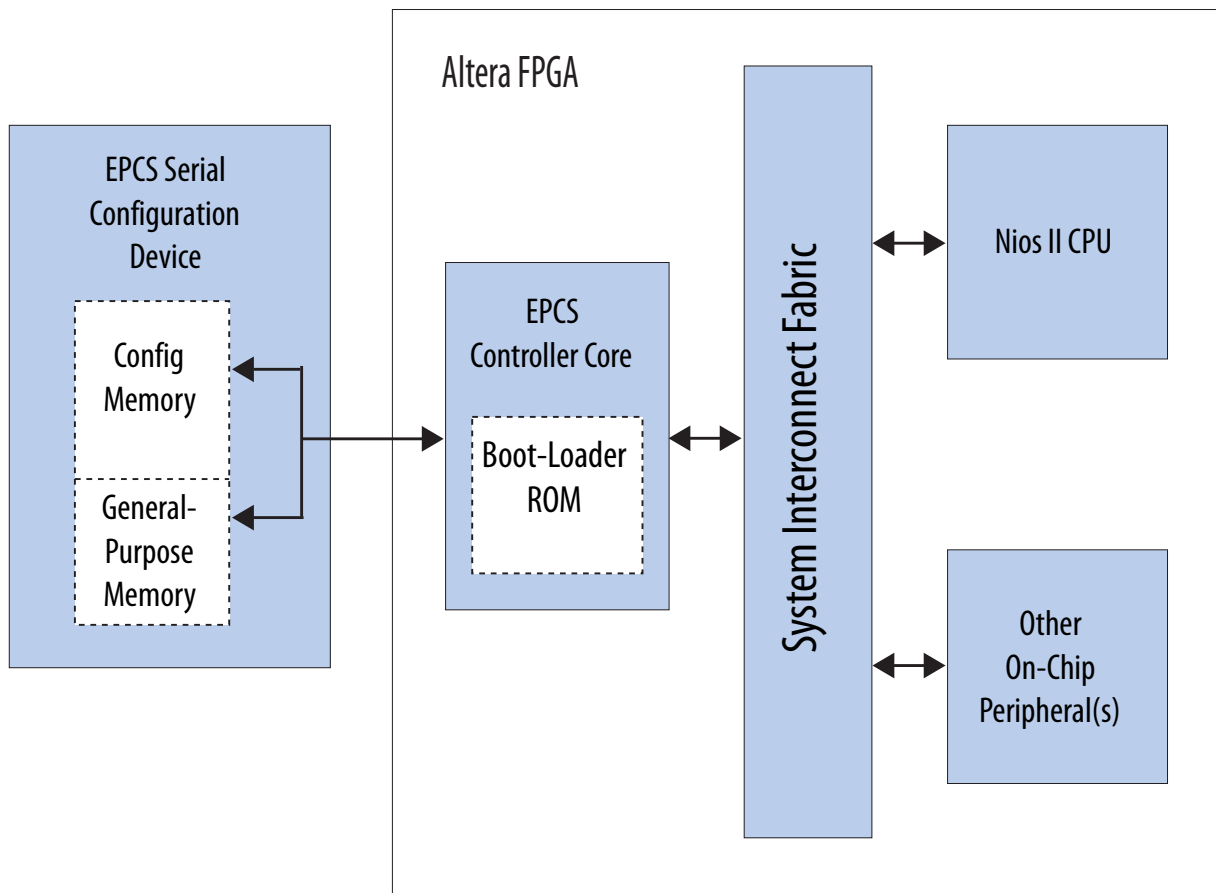 Altera FPGA
EPCS Serial
Configuration
Device
Config
Memory
General-
Purpose
Memory
EPCS
Controller Core
Boot-Loader
ROM
System Interconnect Fabric
Nios II CPU
Other
On-Chip
Peripheral(s)